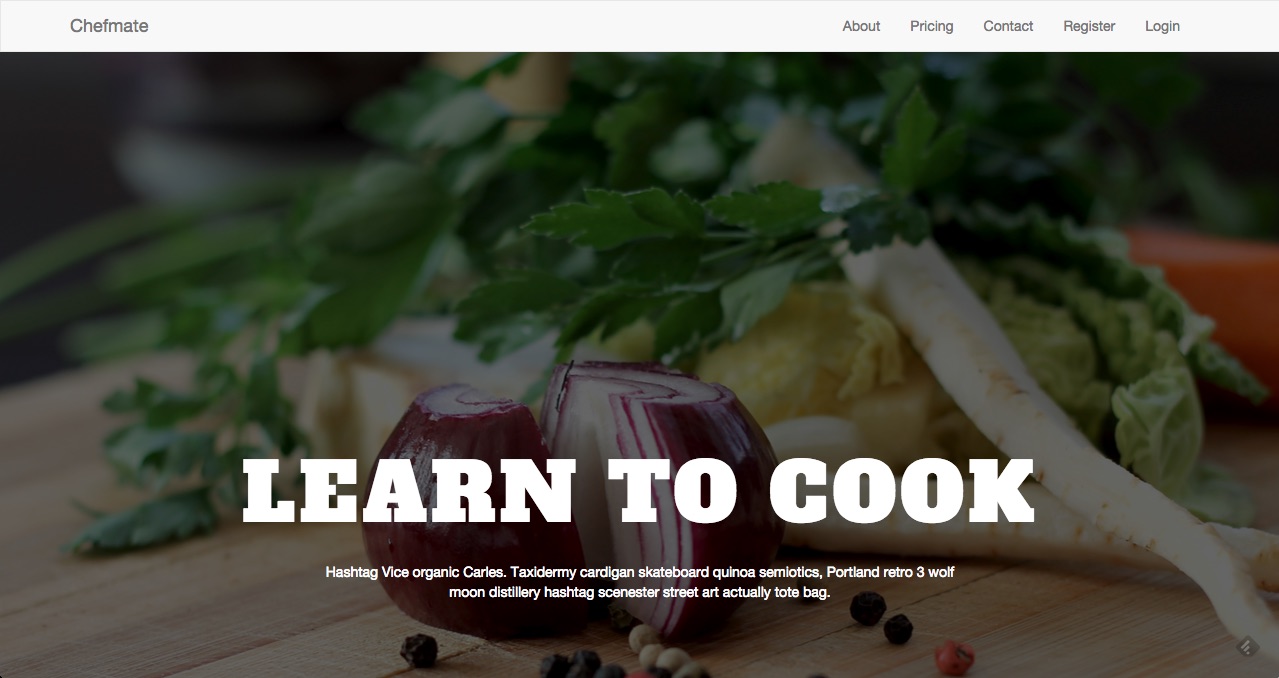 Chefmate
About
Pricing
Contact
Register
Login
LEARN TO COOK
Hashtag Vice organic Carles. Taxidermy cardigan skateboard quinoa semiotics, Portland retro 3 wolf
moon distillery hashtag scenester street art actually tote bag.